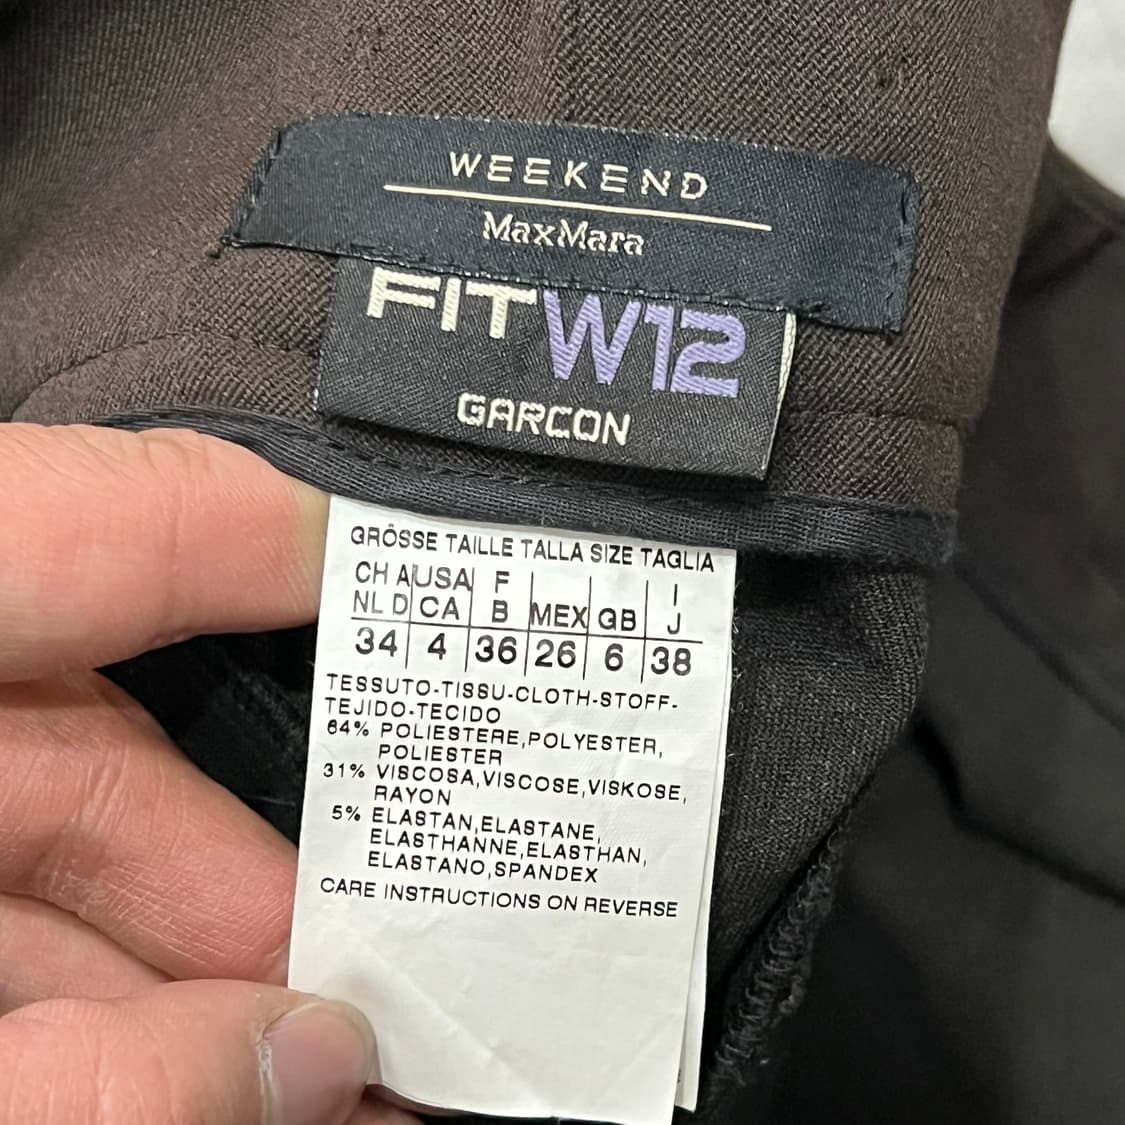 WEEKEND
MaxMara
FIT W12
GARCON
GRÖSSE TAILLE TALLA SIZE TAGLIA
CH A USA F I
NL D CA B MEX GB J
34 4 36 26 6 38
TESSUTO-TISSU-CLOTH-STOFF-
TEJIDO-TECIDO
64% POLIESTERE,POLYESTER,
POLIESTER
31% VISCOSA,VISCOSE,VISKOSE,
RAYON
5% ELASTAN,ELASTANE,
ELASTHANNE,ELASTHAN,
ELASTANO,SPANDEX
CARE INSTRUCTIONS ON REVERSE